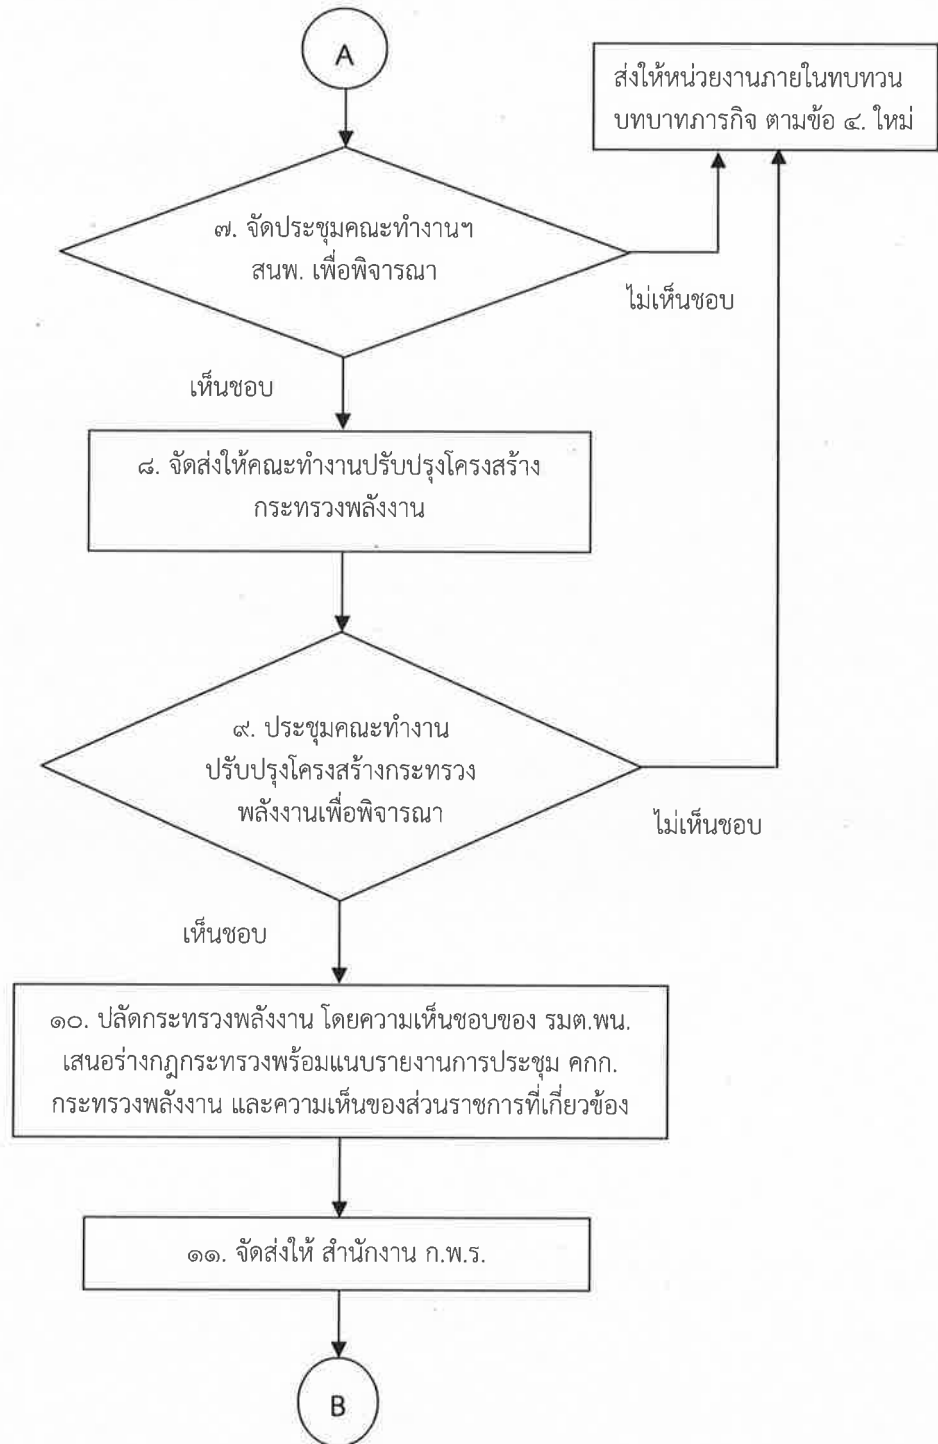 A
ส่งให้หน่วยงานภายในทบทวน
บทบาทภารกิจ ตามข้อ ๔. ใหม่
๗. จัดประชุมคณะทำงานฯ
สนพ. เพื่อพิจารณา
ไม่เห็นชอบ
เห็นชอบ
๘. จัดส่งให้คณะทำงานปรับปรุงโครงสร้าง
กระทรวงพลังงาน
๙. ประชุมคณะทำงาน
ปรับปรุงโครงสร้างกระทรวง
พลังงานเพื่อพิจารณา
ไม่เห็นชอบ
เห็นชอบ
๑๐. ปลัดกระทรวงพลังงาน โดยความเห็นชอบของ รมต.พน.
เสนอร่างกฎกระทรวงพร้อมแนบรายงานการประชุม คกก.
กระทรวงพลังงาน และความเห็นของส่วนราชการที่เกี่ยวข้อง
๑๑. จัดส่งให้ สำนักงาน ก.พ.ร.
B